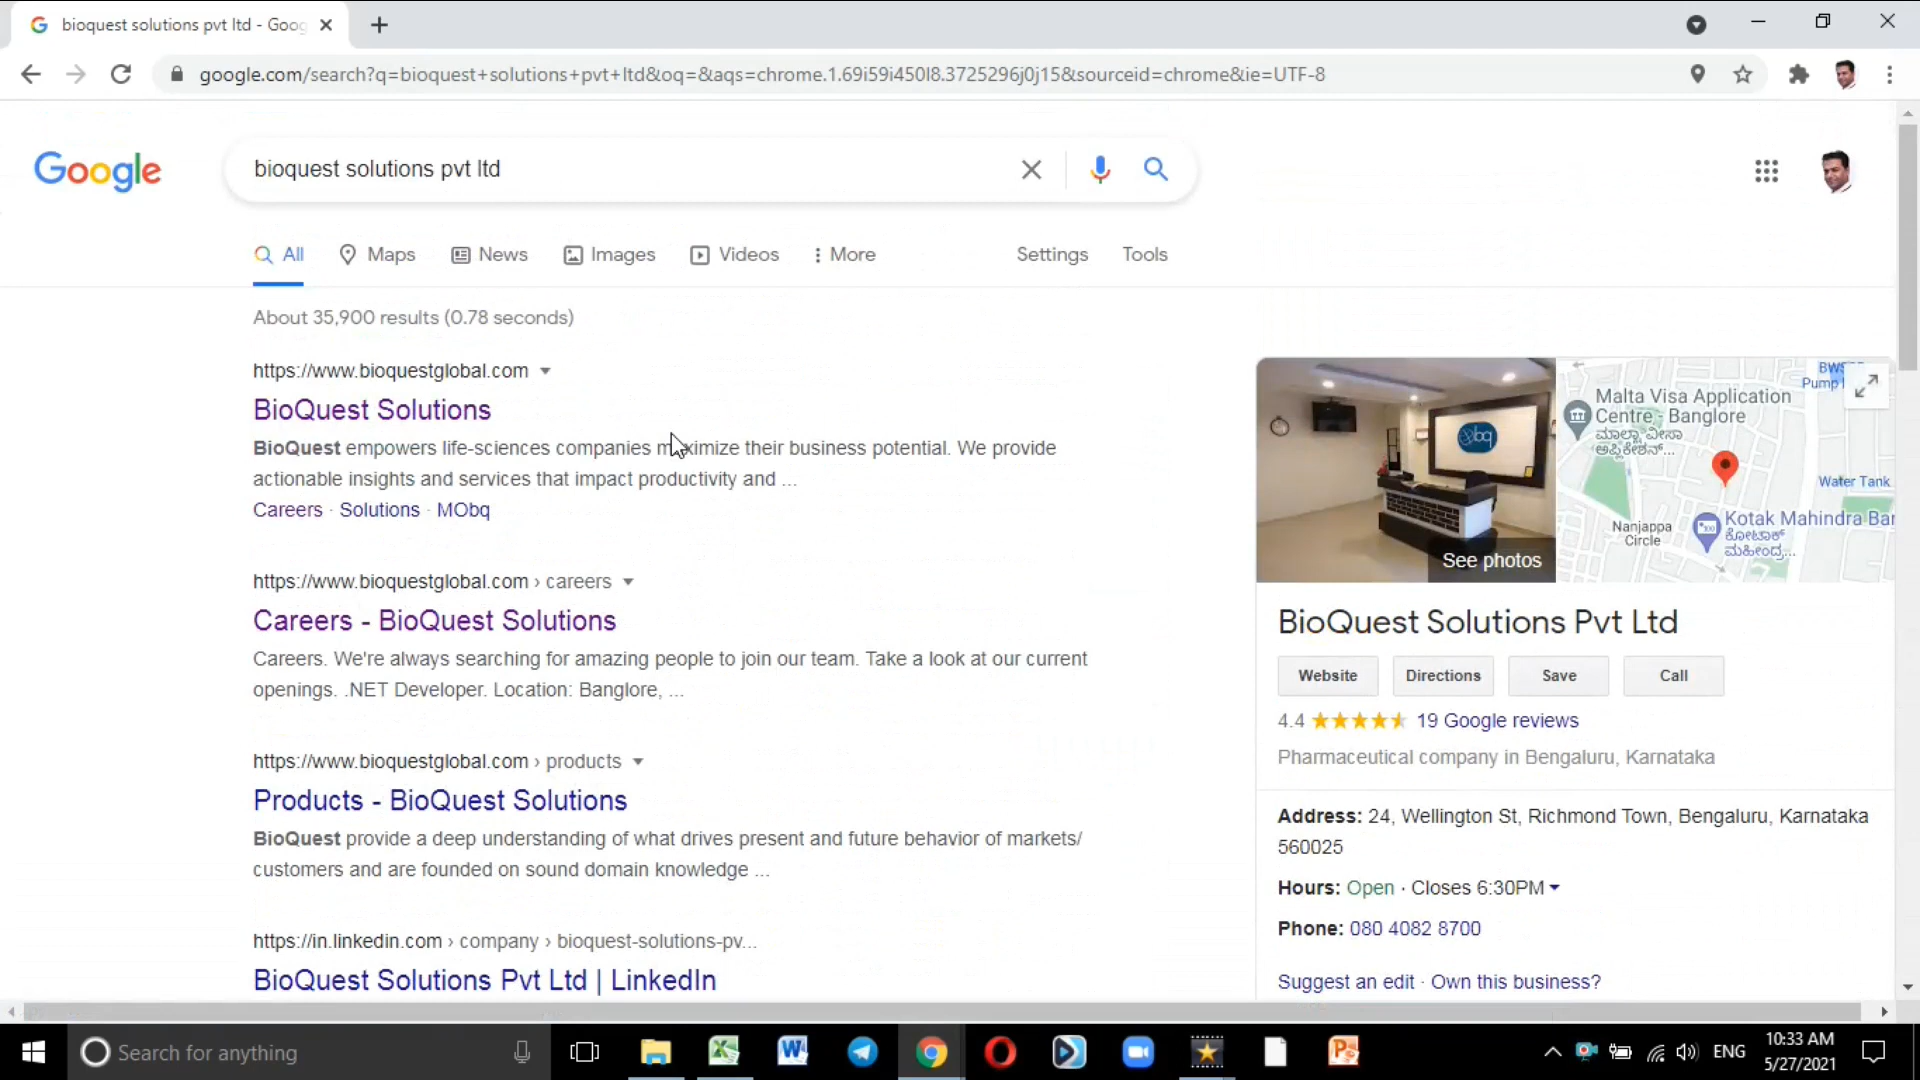 bioquest solutions pvt ltd - Goog
google.com/search?q=bioquest+solutions+pvt+ltd&oq=&aqs=chrome.1.69i59i450l8.3725296j0j15&sourceid=chrome&ie=UTF-8
Google
bioquest solutions pvt ltd
All
Maps
News
Images
Videos
More
Settings
Tools
About 35,900 results (0.78 seconds)
https://www.bioquestglobal.com
BioQuest Solutions
BioQuest empowers life-sciences companies maximize their business potential. We provide
actionable insights and services that impact productivity and ...
Careers · Solutions · MObq
https://www.bioquestglobal.com › careers
Careers - BioQuest Solutions
Careers. We're always searching for amazing people to join our team. Take a look at our current
openings. .NET Developer. Location: Banglore, ...
https://www.bioquestglobal.com › products
Products - BioQuest Solutions
BioQuest provide a deep understanding of what drives present and future behavior of markets/
customers and are founded on sound domain knowledge ...
https://in.linkedin.com › company › bioquest-solutions-pv...
BioQuest Solutions Pvt Ltd | LinkedIn
bq
See photos
Pump
Malta Visa Application
Centre - Banglore
ಮಾಲ್ಟಾ ವೀಸಾ
ಅಪ್ಲಿಕೇಶನ್...
Water Tank
Nanjappa
Circle
Kotak Mahindra Ban
ಕೋಟಾಕ್
ಮಹೀಂದ್ರ...
BioQuest Solutions Pvt Ltd
Website
Directions
Save
Call
4.4
19 Google reviews
Pharmaceutical company in Bengaluru, Karnataka
Address: 24, Wellington St, Richmond Town, Bengaluru, Karnataka
560025
Hours: Open · Closes 6:30PM
Phone: 080 4082 8700
Suggest an edit · Own this business?
Search for anything
ENG
10:33 AM
5/27/2021